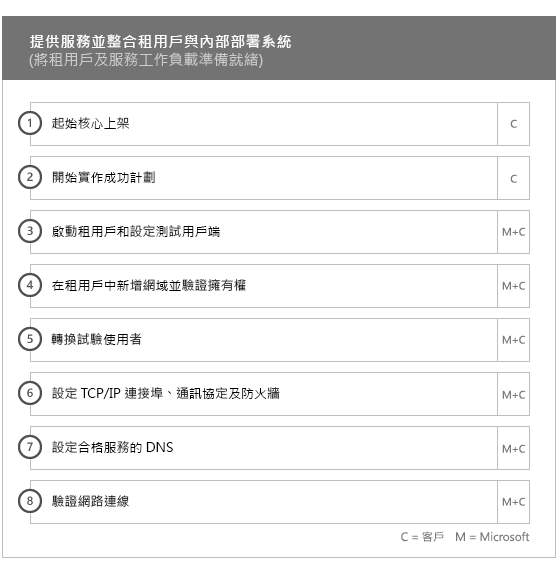 提供服務並整合租用戶與內部部署系統
(將租用戶及服務工作負載準備就緒)
1 起始核心上架 C
2 開始實作成功計劃 C
3 啟動租用戶和設定測試用戶端 M+C
4 在租用戶中新增網域並驗證擁有權 M+C
5 轉換試驗使用者 M+C
6 設定 TCP/IP 連接埠、通訊協定及防火牆 M+C
7 設定合格服務的 DNS M+C
8 驗證網路連線 M+C
C = 客戶 M = Microsoft